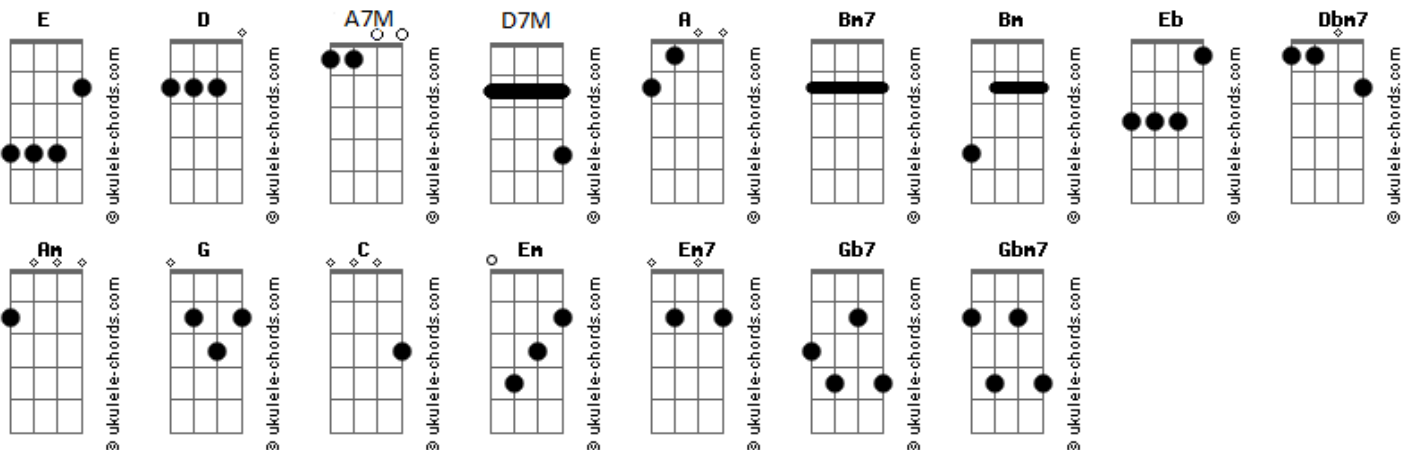 E D A7M D7M A Bm7 Bm Eb Dbm7
© ukulele-chords.com © ukulele-chords.com © ukulele-chords.com © ukulele-chords.com © ukulele-chords.com © ukulele-chords.com © ukulele-chords.com © ukulele-chords.com © ukulele-chords.com
Am G C Em Em7 Gb7 Gbm7
© ukulele-chords.com © ukulele-chords.com © ukulele-chords.com © ukulele-chords.com © ukulele-chords.com © ukulele-chords.com © ukulele-chords.com